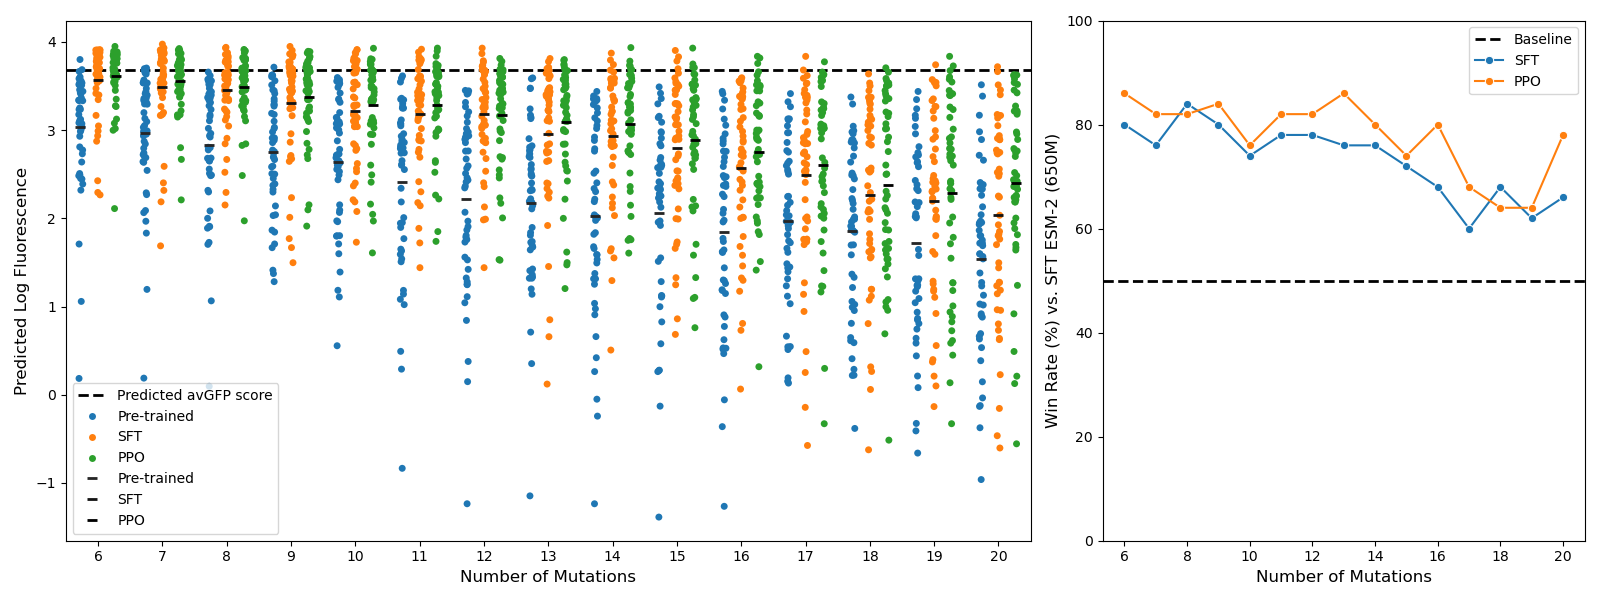 4
3
2
1
0
−1
Predicted Log Fluorescence
Predicted avGFP score
Pre-trained
SFT
PPO
Pre-trained
SFT
PPO
6 7 8 9 10 11 12 13 14 15 16 17 18 19 20
Number of Mutations
100
80
60
40
20
0
Win Rate (%) vs. SFT ESM-2 (650M)
Baseline
SFT
PPO
6 8 10 12 14 16 18 20
Number of Mutations